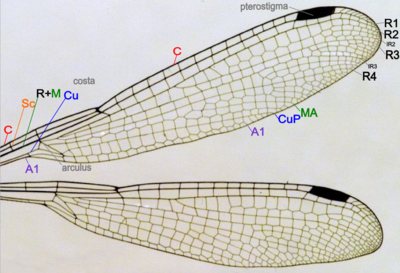 pterostigma
R1
R2
IR2
R3
IR3
R4
C
costa
R+M
Cu
Sc
C
MA
CuP
A1
A1
arculus